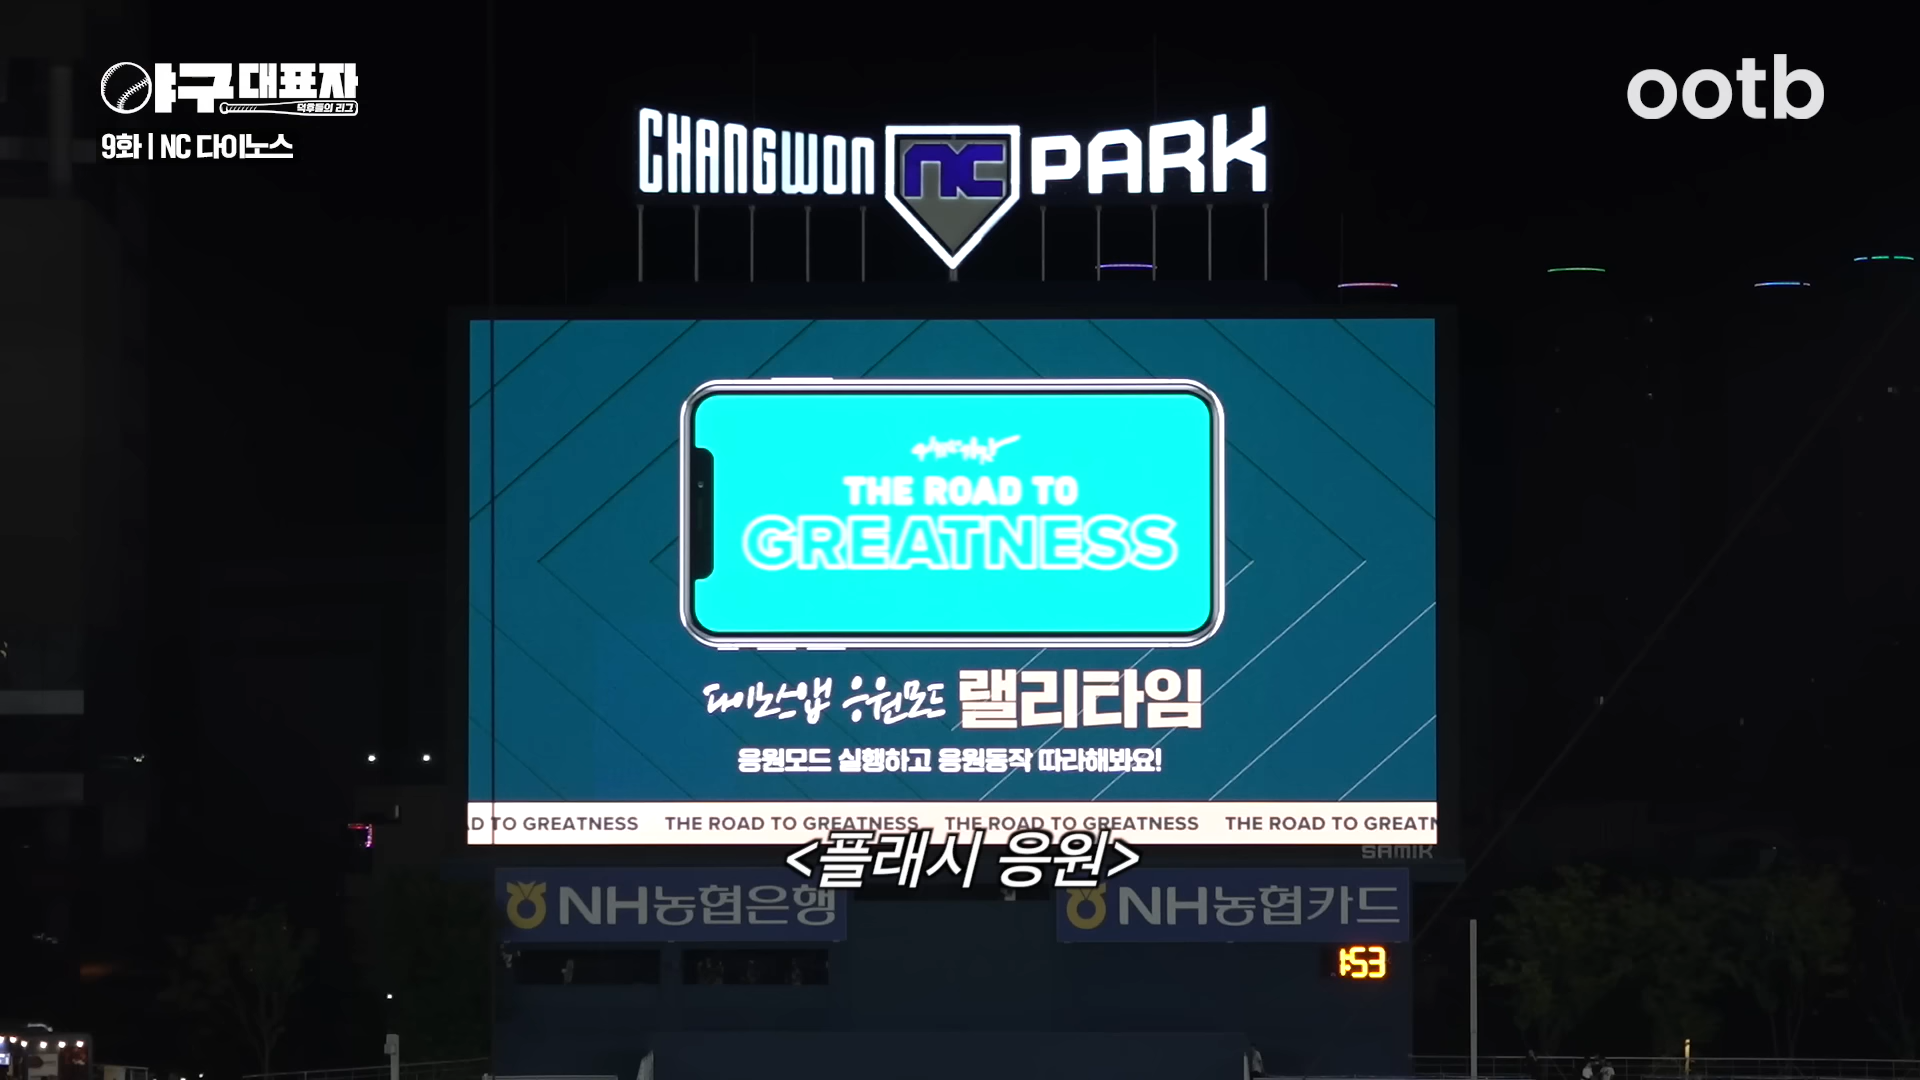 야구대표자
덕후들의 리그
9화 | NC 다이노스
ootb
CHANGWON NC PARK
THE ROAD TO
GREATNESS
다이노스앱 응원모드 랠리타임
응원모드 실행하고 응원동작 따라해봐요!
D TO GREATNESS THE ROAD TO GREATNESS THE ROAD TO GREATNESS THE ROAD TO GREATN
SAMIK
<플래시 응원>
NH농협은행 NH농협카드
1:53